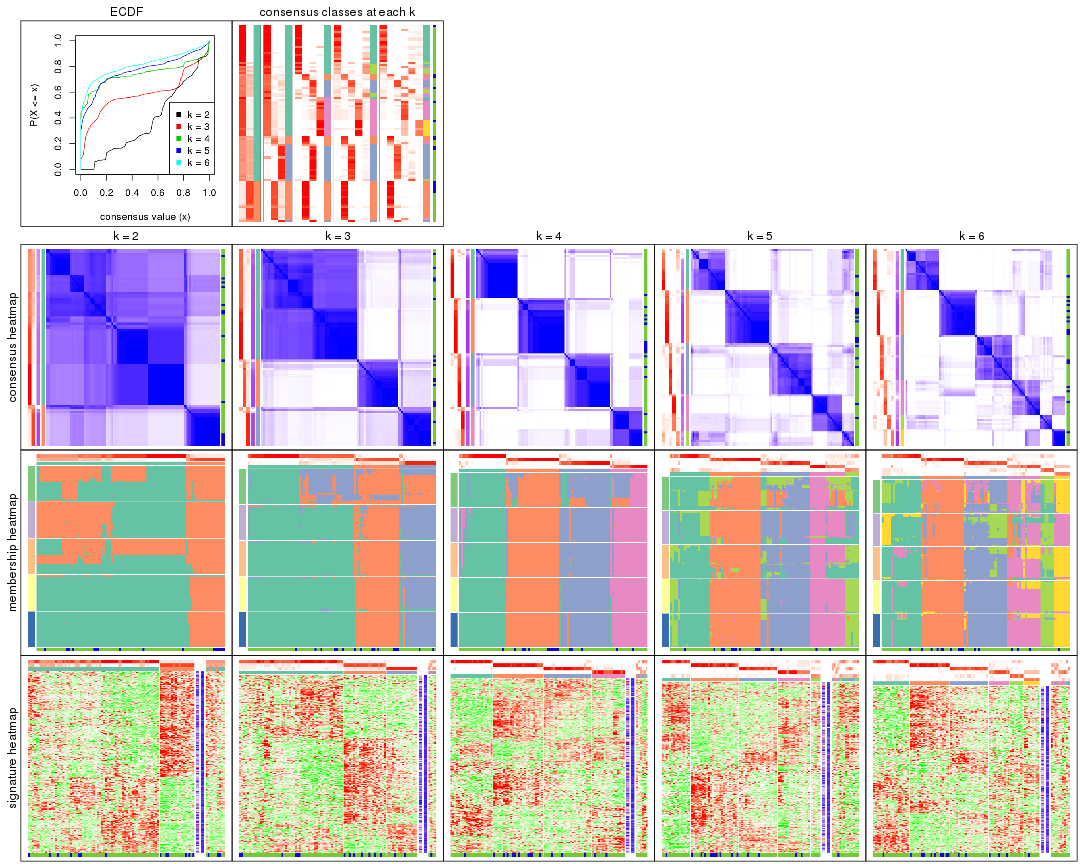 ECDF
consensus classes at each k
P(X <= x)
0.0 0.2 0.4 0.6 0.8 1.0
k = 2
k = 3
k = 4
k = 5
k = 6
0.0 0.2 0.4 0.6 0.8 1.0
consensus value (x)
k = 2 k = 3 k = 4 k = 5 k = 6
consensus heatmap
membership heatmap
signature heatmap